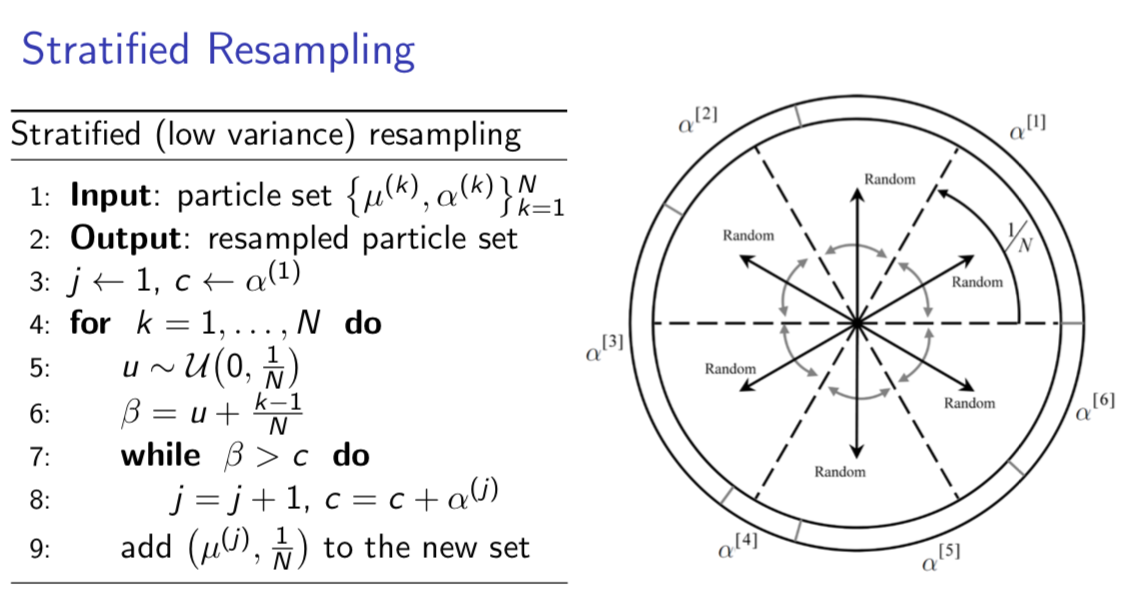 Stratified Resampling
Stratified (low variance) resampling
1: Input: particle set {μ^(k), α^(k)}^N_{k=1}
2: Output: resampled particle set
3: j ← 1, c ← α^(1)
4: for k = 1, . . . , N do
5: u ∼ 𝒰(0, 1/N)
6: β = u + (k−1)/N
7: while β > c do
8: j = j + 1, c = c + α^(j)
9: add (μ^(j), 1/N) to the new set
α^[2]
α^[1]
Random
1/N
Random
Random
α^[3]
Random
Random
α^[6]
Random
α^[4]
α^[5]